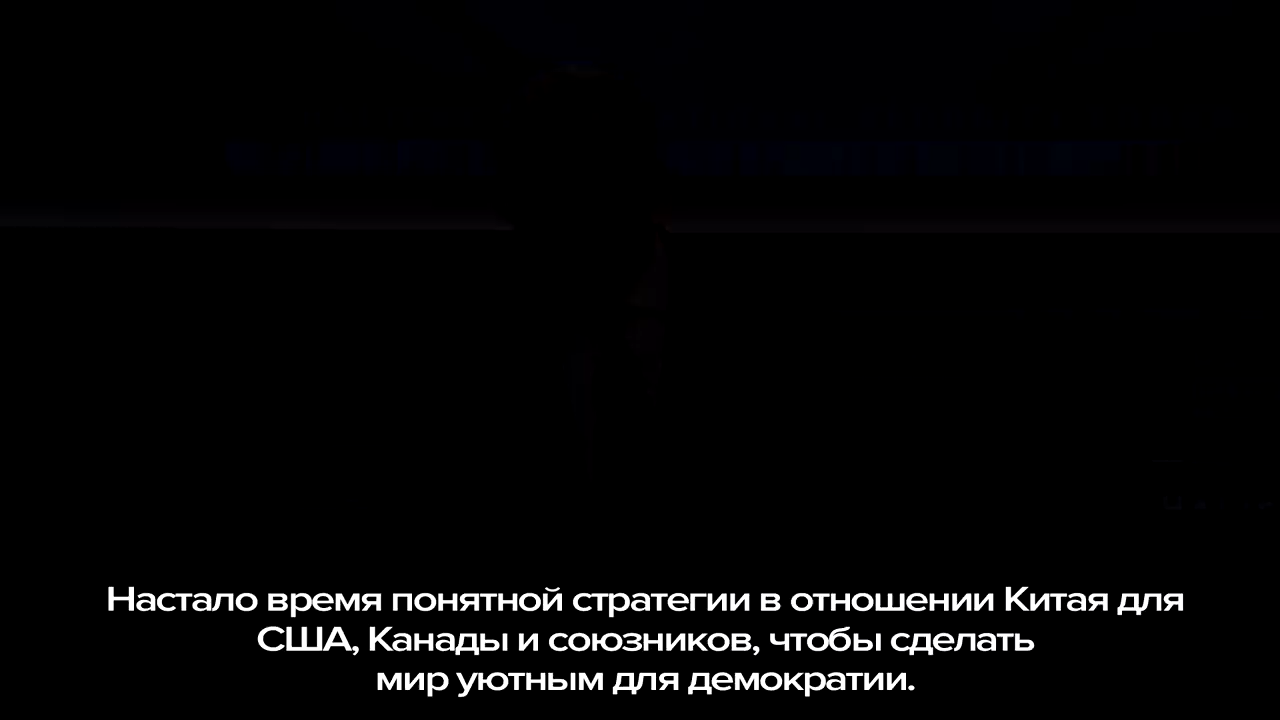 Настало время понятной стратегии в отношении Китая для
США, Канады и союзников, чтобы сделать
мир уютным для демократии.